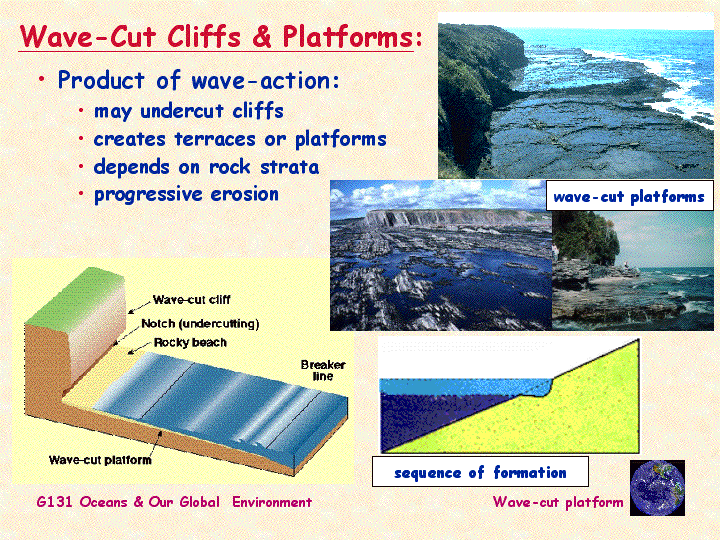 Wave-Cut Cliffs & Platforms:
• Product of wave-action:
• may undercut cliffs
• creates terraces or platforms
• depends on rock strata
• progressive erosion
wave-cut platforms
Wave-cut cliff
Notch (undercutting)
Rocky beach
Breaker
line
Wave-cut platform
sequence of formation
G131 Oceans & Our Global Environment
Wave-cut platform